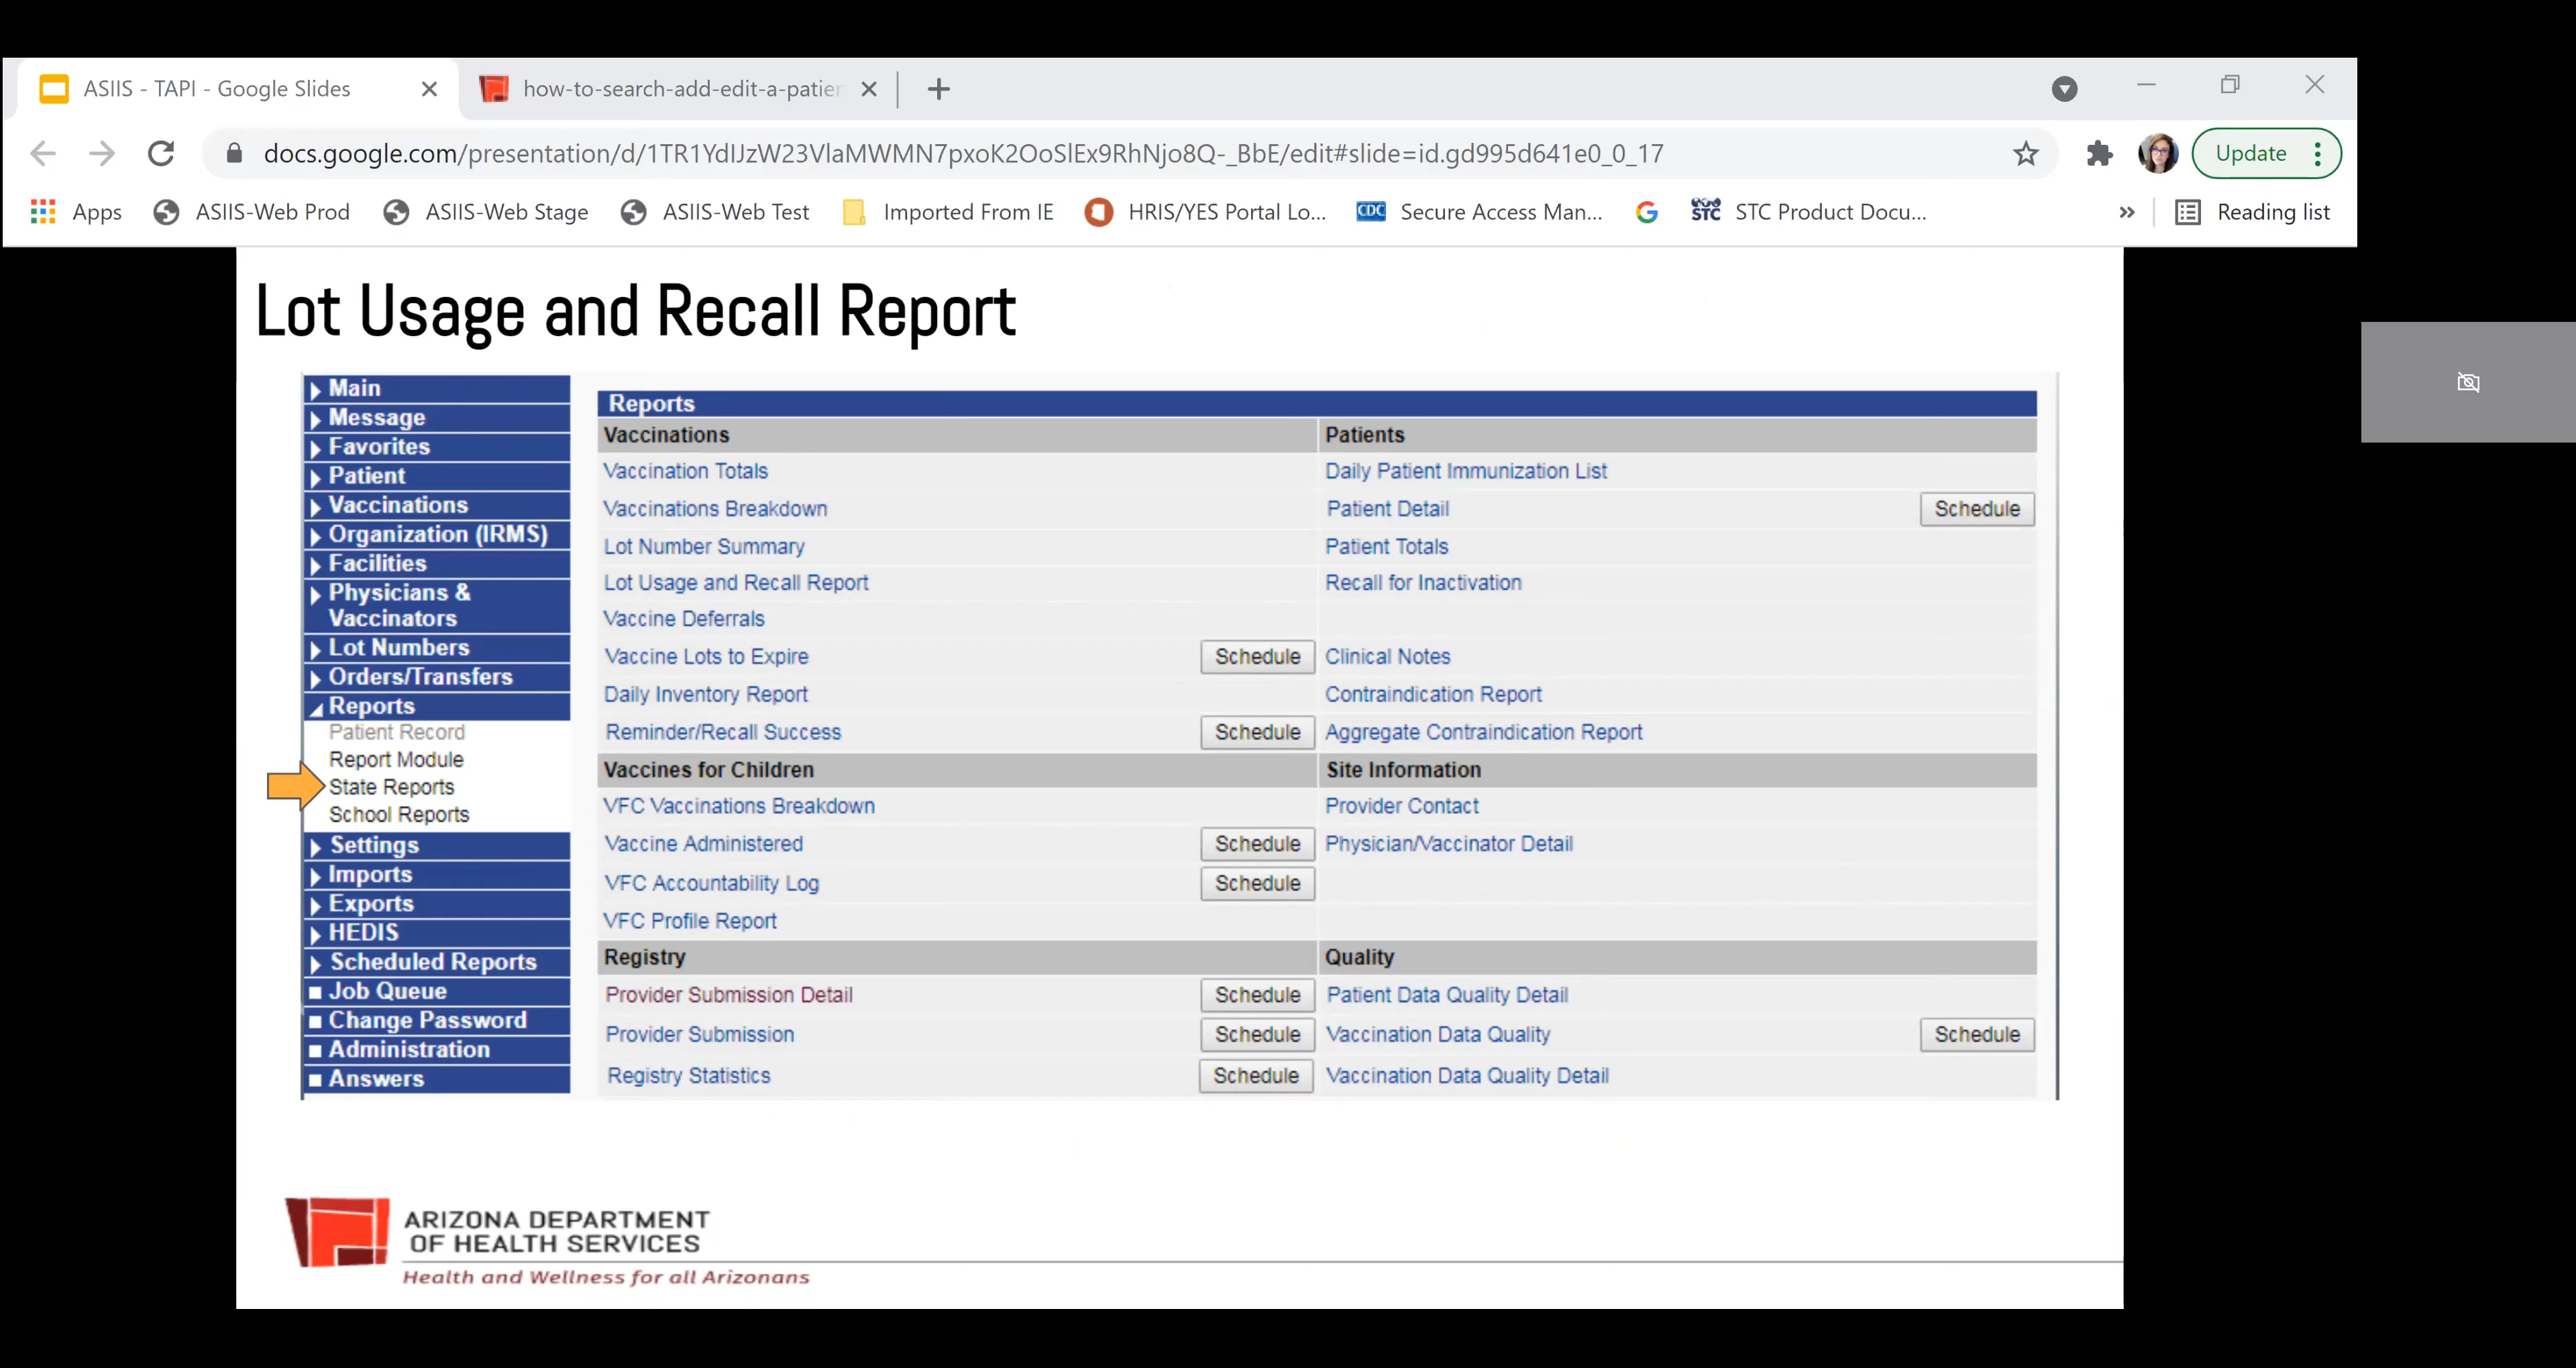 ASIIS - TAPI - Google Slides
how-to-search-add-edit-a-patien
docs.google.com/presentation/d/1TR1YdIJzW23VlaMWMN7pxoK2OoSlEx9RhNjo8Q-_BbE/edit#slide=id.gd995d641e0_0_17
Update
Apps
ASIIS-Web Prod
ASIIS-Web Stage
ASIIS-Web Test
Imported From IE
HRIS/YES Portal Lo...
CDC
Secure Access Man...
STC
STC Product Docu...
Reading list
Lot Usage and Recall Report
Main
Message
Favorites
Patient
Vaccinations
Organization (IRMS)
Facilities
Physicians &
Vaccinators
Lot Numbers
Orders/Transfers
Reports
Patient Record
Report Module
State Reports
School Reports
Settings
Imports
Exports
HEDIS
Scheduled Reports
Job Queue
Change Password
Administration
Answers
Reports
Vaccinations
Patients
Vaccination Totals
Daily Patient Immunization List
Vaccinations Breakdown
Patient Detail
Schedule
Lot Number Summary
Patient Totals
Lot Usage and Recall Report
Recall for Inactivation
Vaccine Deferrals
Vaccine Lots to Expire
Schedule
Clinical Notes
Daily Inventory Report
Contraindication Report
Reminder/Recall Success
Schedule
Aggregate Contraindication Report
Vaccines for Children
Site Information
VFC Vaccinations Breakdown
Provider Contact
Vaccine Administered
Schedule
Physician/Vaccinator Detail
VFC Accountability Log
Schedule
VFC Profile Report
Registry
Quality
Provider Submission Detail
Schedule
Patient Data Quality Detail
Provider Submission
Schedule
Vaccination Data Quality
Schedule
Registry Statistics
Schedule
Vaccination Data Quality Detail
ARIZONA DEPARTMENT
OF HEALTH SERVICES
Health and Wellness for all Arizonans